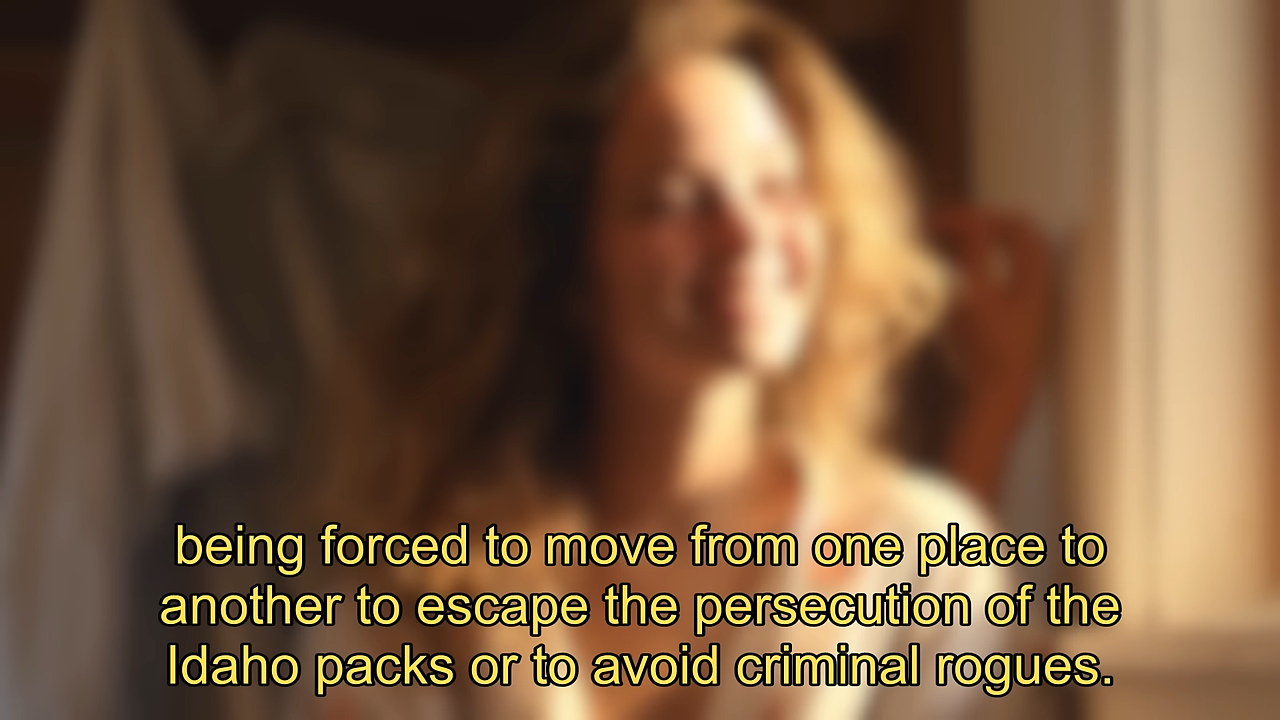 being forced to move from one place to
another to escape the persecution of the
Idaho packs or to avoid criminal rogues.